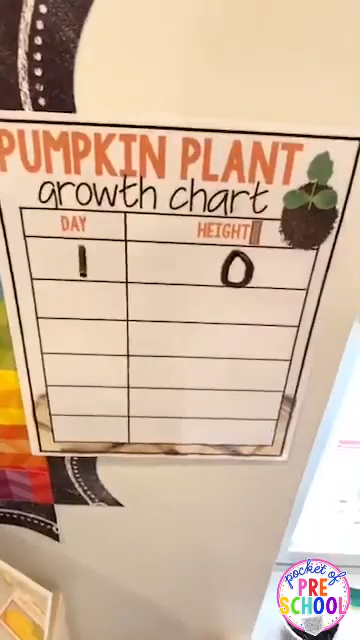 PUMPKIN PLANT
growth chart
DAY HEIGHT
1 0
pocket of
PRE
SCHOOL